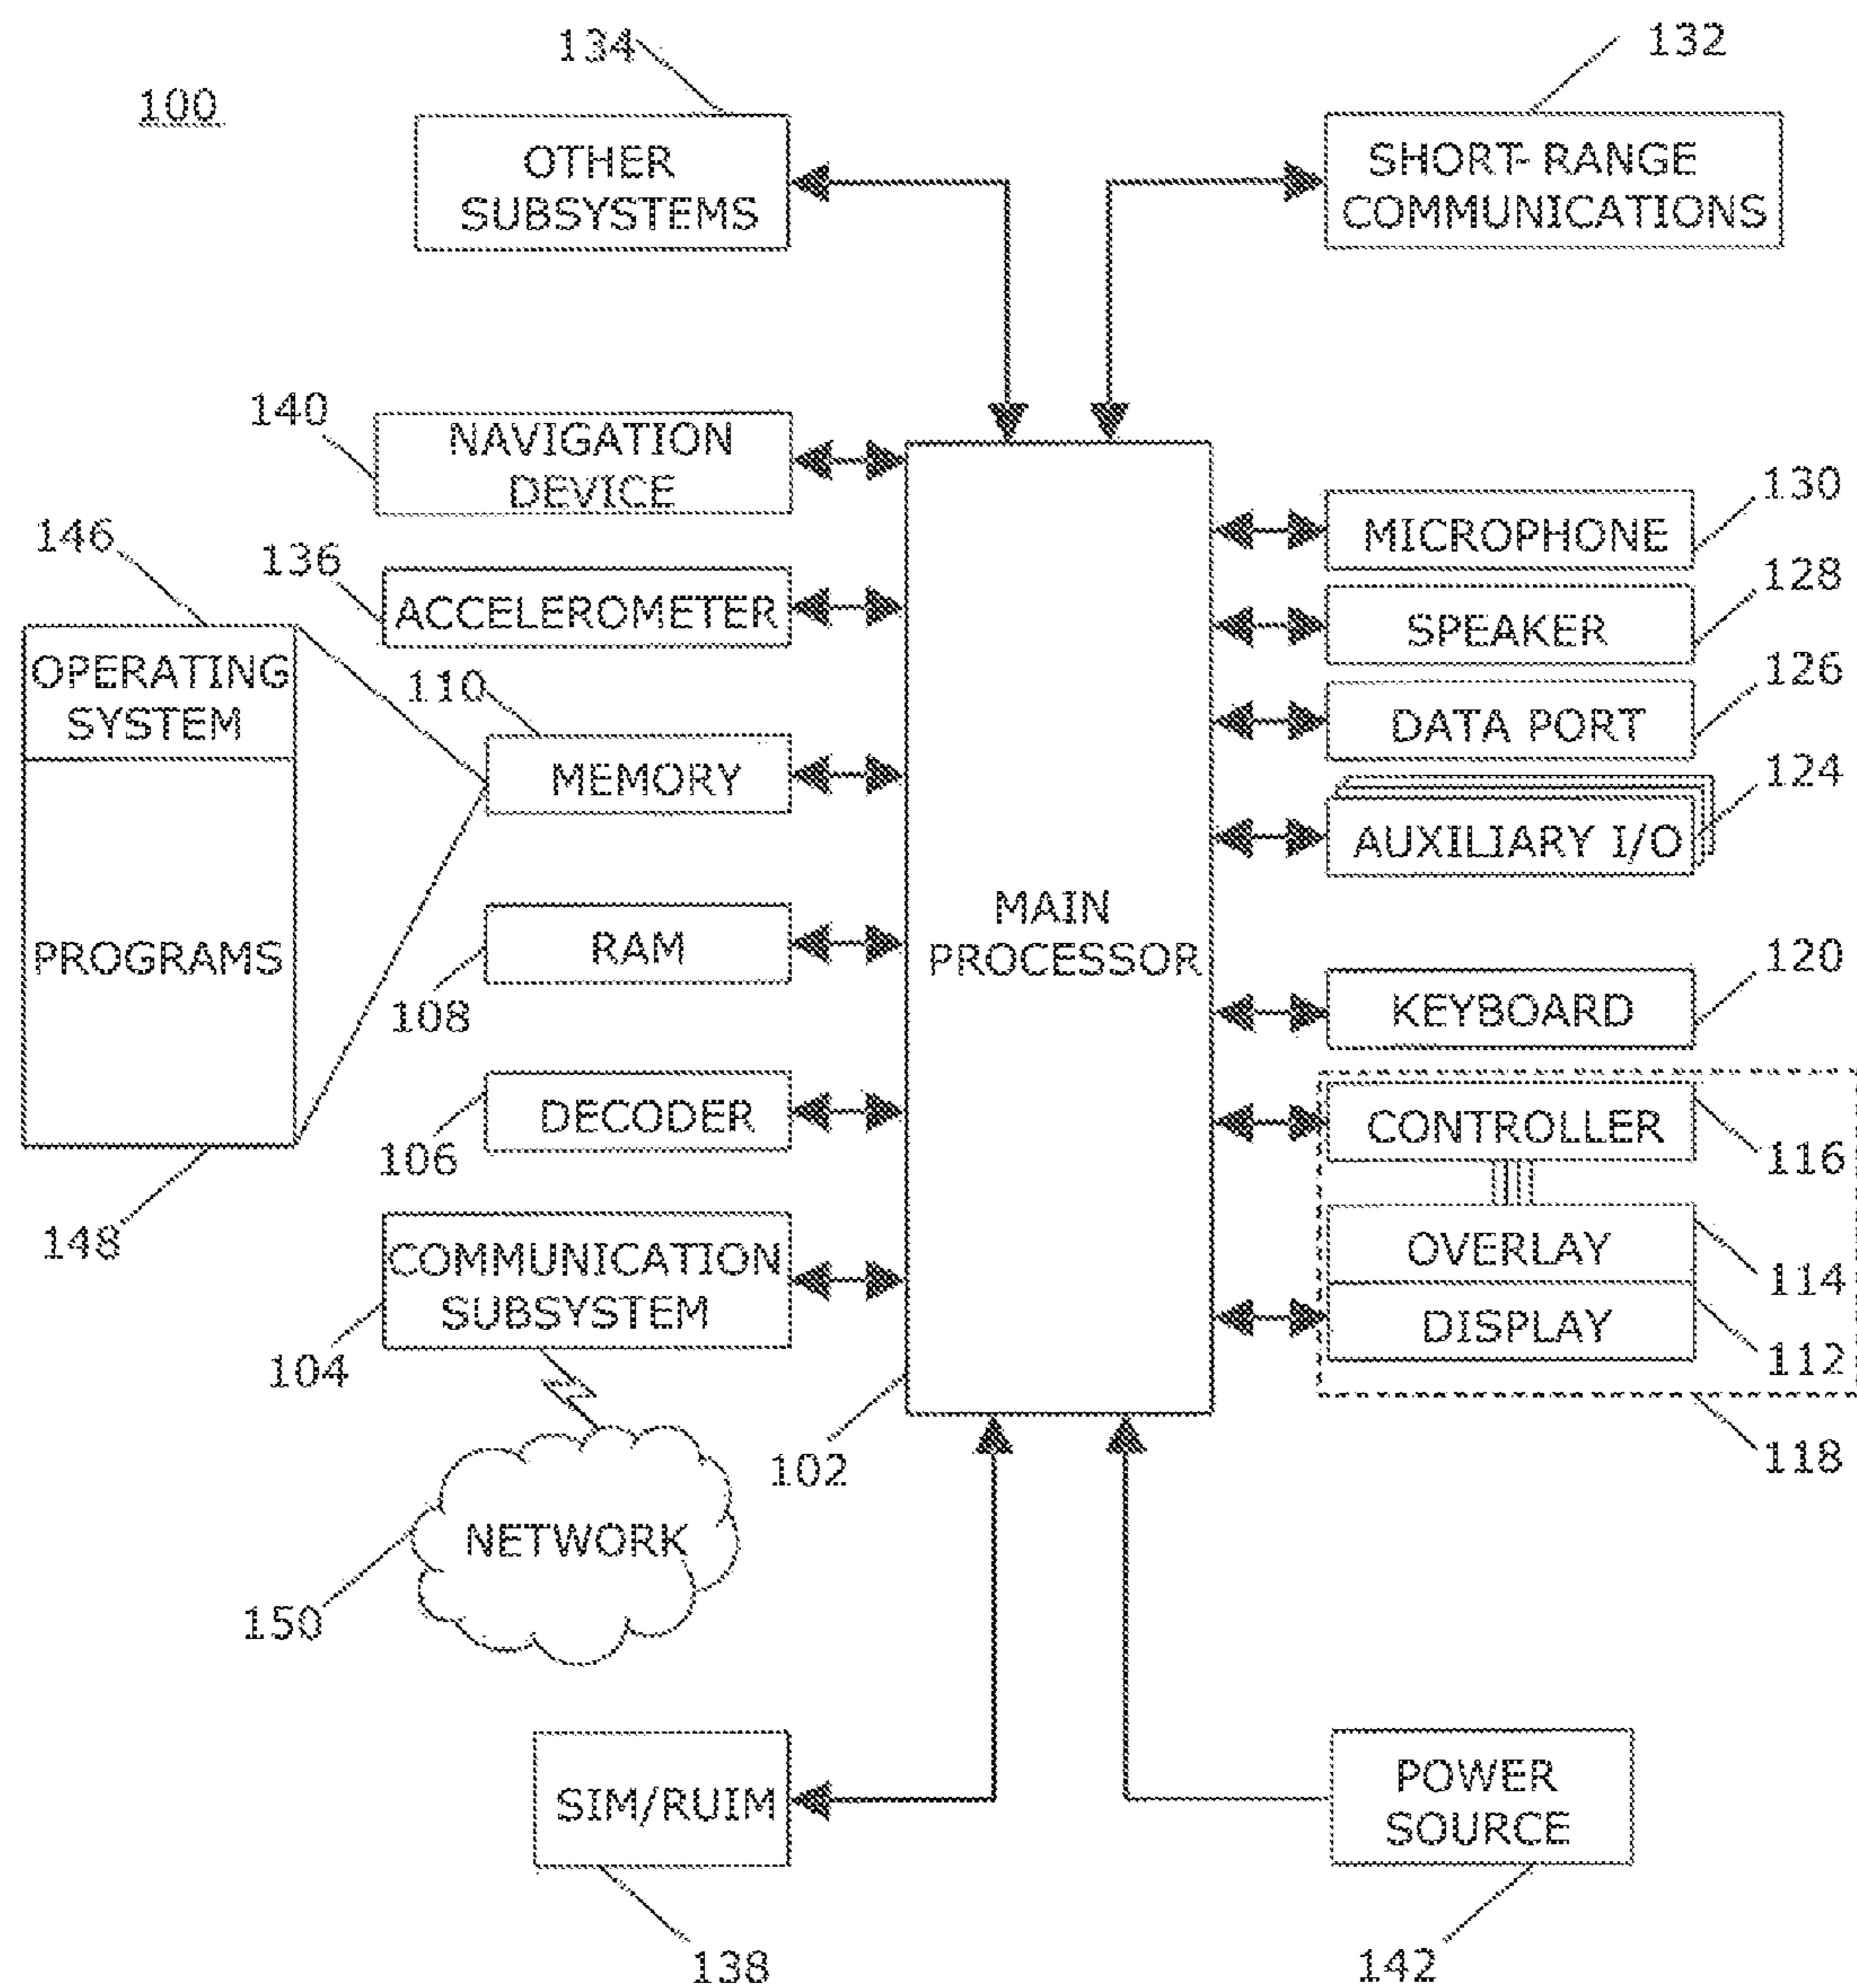 134
132
100
OTHER
SUBSYSTEMS
SHORT- RANGE
COMMUNICATIONS
140
NAVIGATION
DEVICE
130
MICROPHONE
146
136
ACCELEROMETER
128
SPEAKER
OPERATING
SYSTEM
110
MEMORY
126
DATA PORT
124
AUXILIARY I/O
PROGRAMS
RAM
108
MAIN
PROCESSOR
120
KEYBOARD
DECODER
106
CONTROLLER
116
148
COMMUNICATION
SUBSYSTEM
104
OVERLAY
114
DISPLAY
112
102
118
NETWORK
150
SIM/RUIM
138
POWER
SOURCE
142